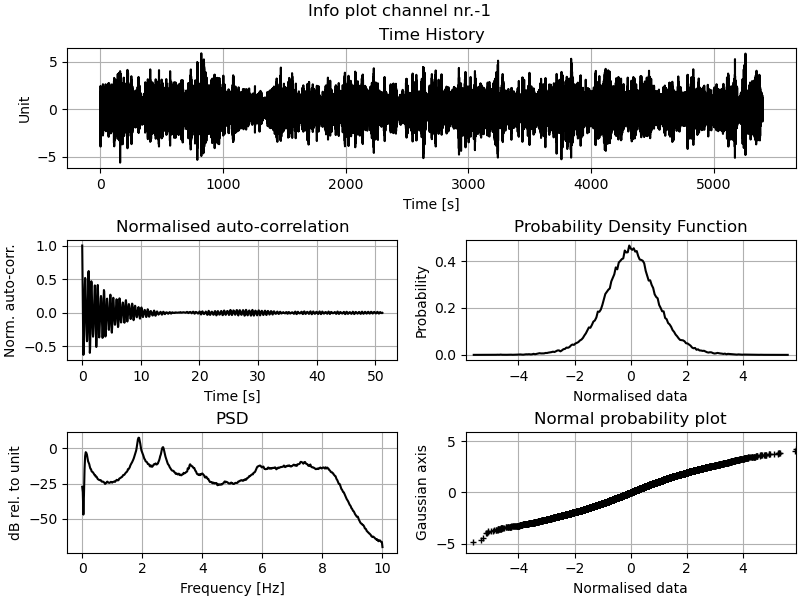 Info plot channel nr.-1
Time History
Unit
5
0
−5
0 1000 2000 3000 4000 5000
Time [s]
Normalised auto-correlation
Norm. auto-corr.
1.0
0.5
0.0
−0.5
0 10 20 30 40 50
Time [s]
Probability Density Function
Probability
0.4
0.2
0.0
−4 −2 0 2 4
Normalised data
PSD
dB rel. to unit
0
−25
−50
0 2 4 6 8 10
Frequency [Hz]
Normal probability plot
Gaussian axis
5
0
−5
−4 −2 0 2 4
Normalised data